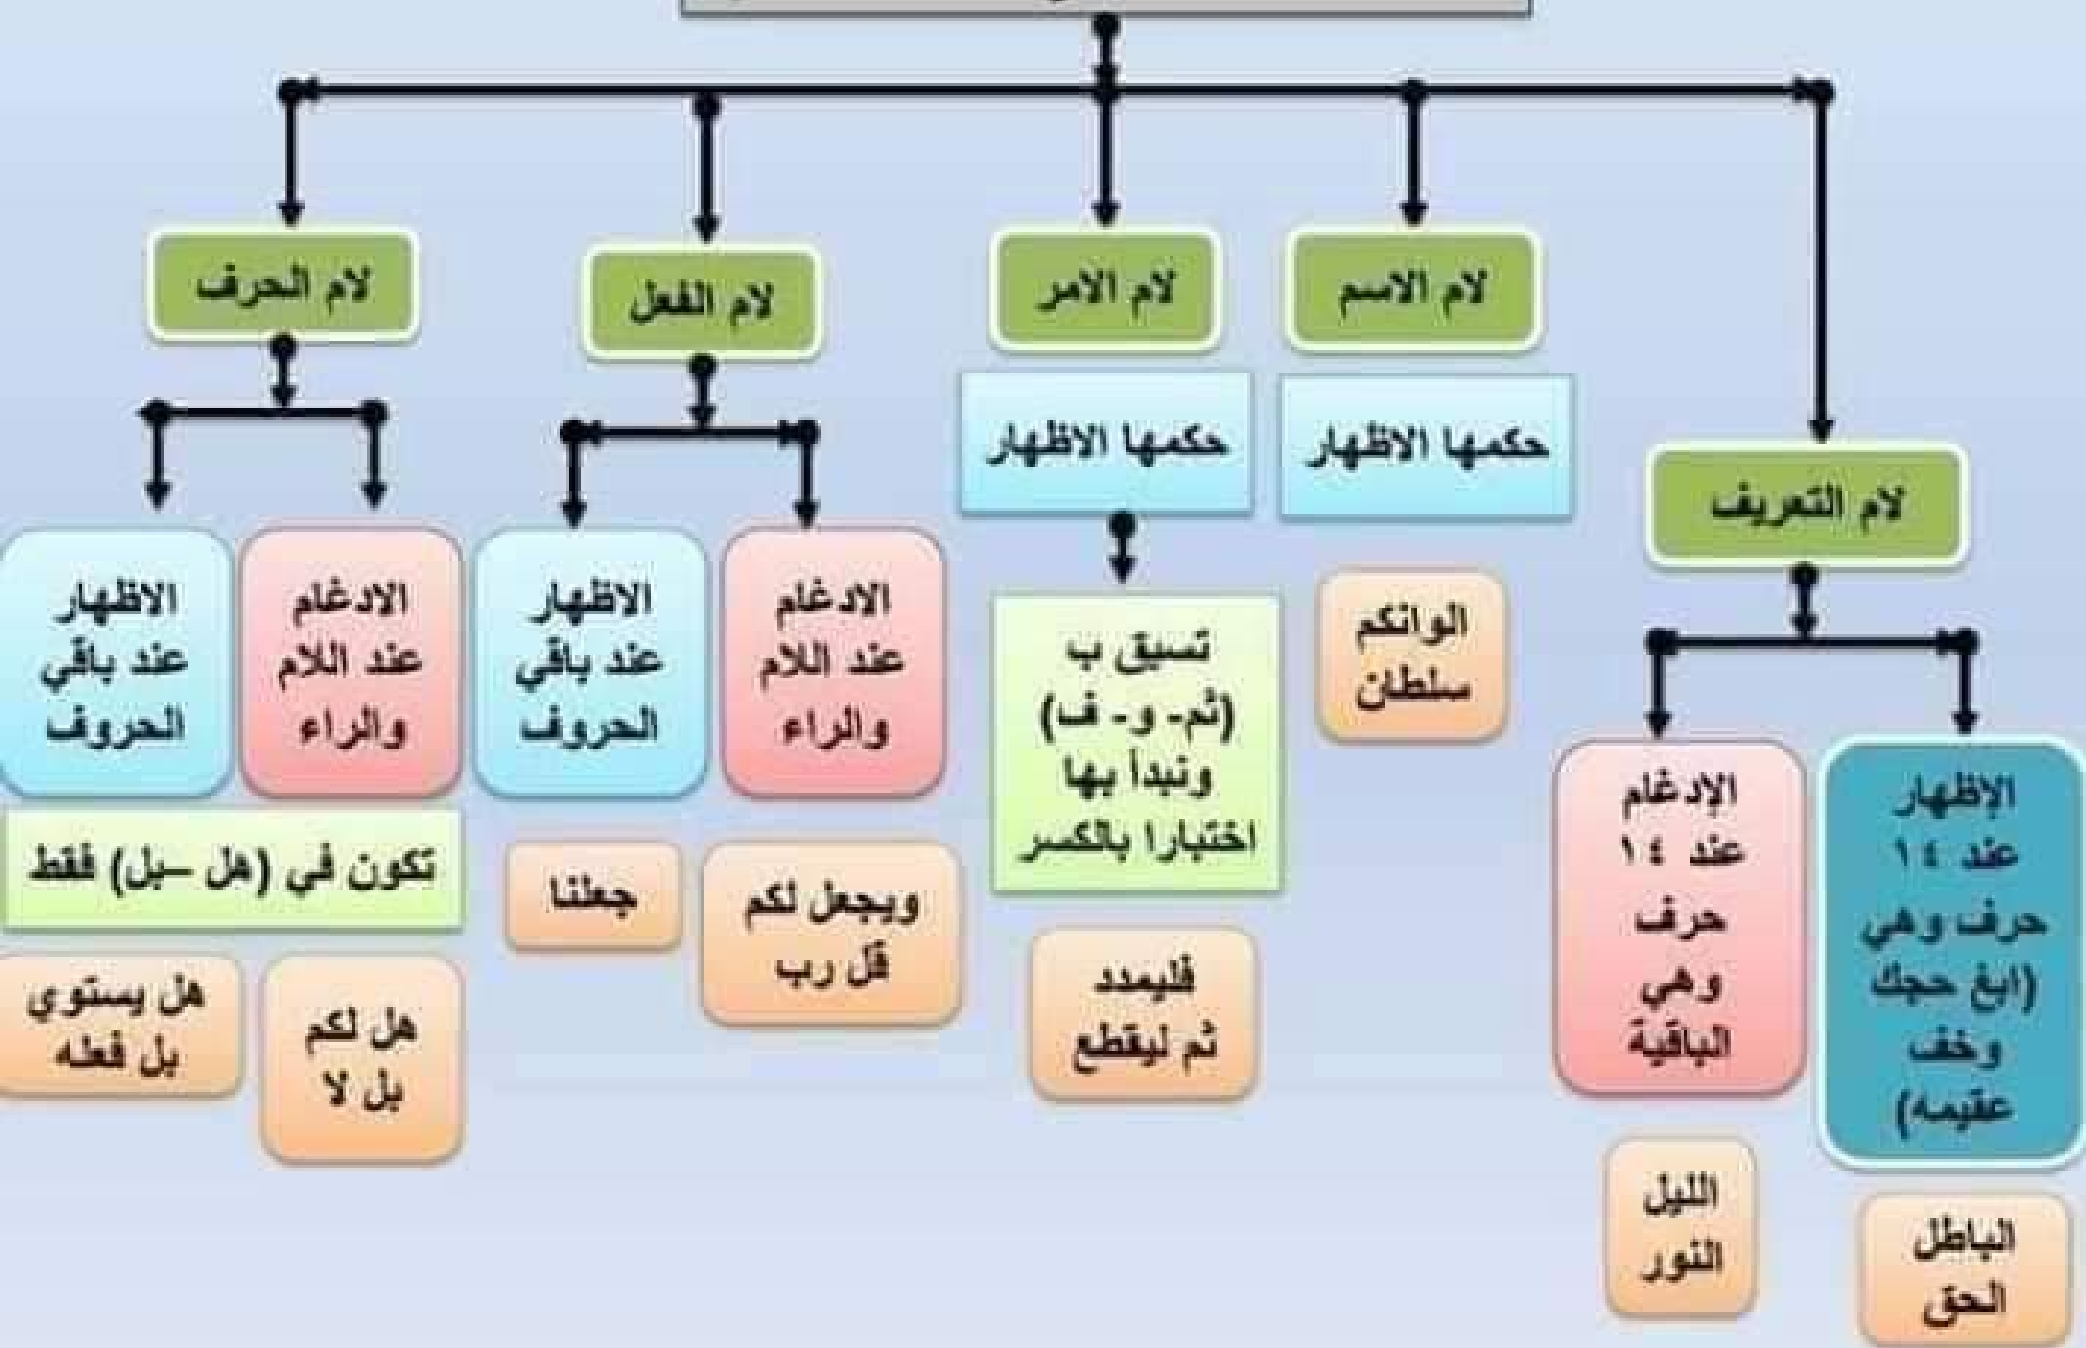 لام التعريف
الإظهار
عند ١٤
حرف وهي
(ابغ حجك
وخف
عقيمه)
الباطل
الحق
الإدغام
عند ١٤
حرف
وهي
الباقية
الليل
النور
لام الاسم
حكمها الاظهار
الوانكم
سلطان
لام الامر
حكمها الاظهار
تسبق ب
(ثم- و- ف)
ونبدأ بها
اختبارا بالكسر
فليمدد
ثم ليقطع
لام الفعل
الادغام
عند اللام
والراء
ويجعل لكم
قل رب
الاظهار
عند باقي
الحروف
جعلنا
لام الحرف
الادغام
عند اللام
والراء
الاظهار
عند باقي
الحروف
تكون في (هل –بل) فقط
هل لكم
بل لا
هل يستوي
بل فعله